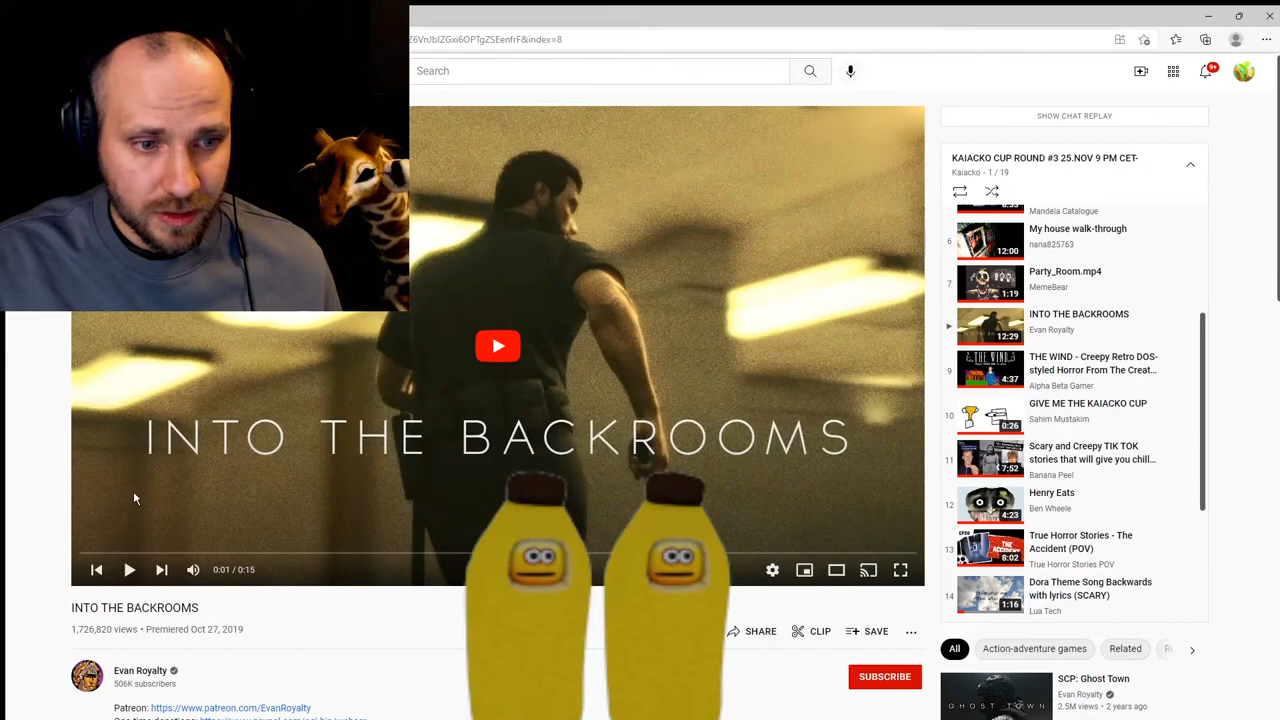 Z6VnJbIZGxi6OPTgZSEenfrF&index=8
Search
9+
SHOW CHAT REPLAY
KAIACKO CUP ROUND #3 25.NOV 9 PM CET-
Kaiacko - 1 / 19
Mandela Catalogue
6
My house walk-through
nana825763
12:00
7
Party_Room.mp4
MemeBear
1:19
INTO THE BACKROOMS
Evan Royalty
12:29
9
THE WIND - Creepy Retro DOS-
styled Horror From The Creat...
Alpha Beta Gamer
4:37
10
GIVE ME THE KAIACKO CUP
Sahim Mustakim
0:26
11
Scary and Creepy TIK TOK
stories that will give you chill...
Banana Peel
7:52
12
Henry Eats
Ben Wheele
4:23
13
True Horror Stories - The
Accident (POV)
True Horror Stories POV
8:02
14
Dora Theme Song Backwards
with lyrics (SCARY)
Lua Tech
1:16
INTO THE BACKROOMS
0:01 / 0:15
INTO THE BACKROOMS
1,726,820 views • Premiered Oct 27, 2019
SHARE
CLIP
SAVE
Evan Royalty
506K subscribers
SUBSCRIBE
Patreon: https://www.patreon.com/EvanRoyalty
All
Action-adventure games
Related
SCP: Ghost Town
Evan Royalty
2.5M views • 2 years ago
GHOST TOWN